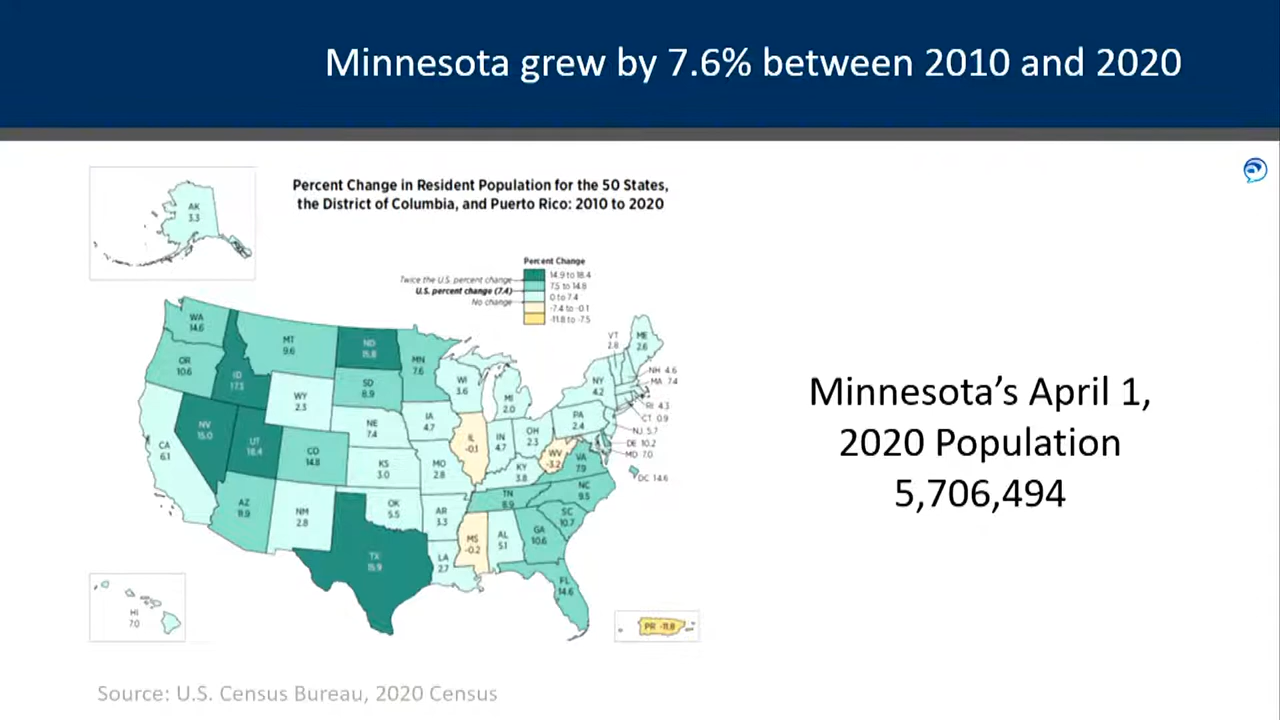 Minnesota grew by 7.6% between 2010 and 2020
Percent Change in Resident Population for the 50 States,
the District of Columbia, and Puerto Rico: 2010 to 2020
AK
3.3
Percent Change
Twice the U.S. percent change
U.S. percent change (7.4)
No change
14.9 to 18.4
7.5 to 14.8
0 to 7.4
-7.4 to -0.1
-11.8 to -7.5
WA
14.6
MT
9.6
ND
15.8
MN
7.6
VT
2.8
ME
2.6
OR
10.6
ID
17.3
SD
8.9
WI
3.6
MI
2.0
NY
4.2
NH 4.6
MA 7.4
RI 4.3
CT 0.9
NJ 5.7
DE 10.2
MD 7.0
DC 14.6
WY
2.3
NE
7.4
IA
4.7
PA
2.4
NV
15.0
UT
18.4
CO
14.8
CA
6.1
KS
3.0
MO
2.8
IL
-0.1
IN
4.7
OH
2.3
WV
-3.2
VA
7.9
KY
3.8
AZ
11.9
NM
2.8
OK
5.5
AR
3.3
TN
8.9
NC
9.5
SC
10.7
MS
-0.2
AL
5.1
GA
10.6
TX
15.9
LA
2.7
FL
14.6
HI
7.0
PR -11.8
Minnesota’s April 1,
2020 Population
5,706,494
Source: U.S. Census Bureau, 2020 Census